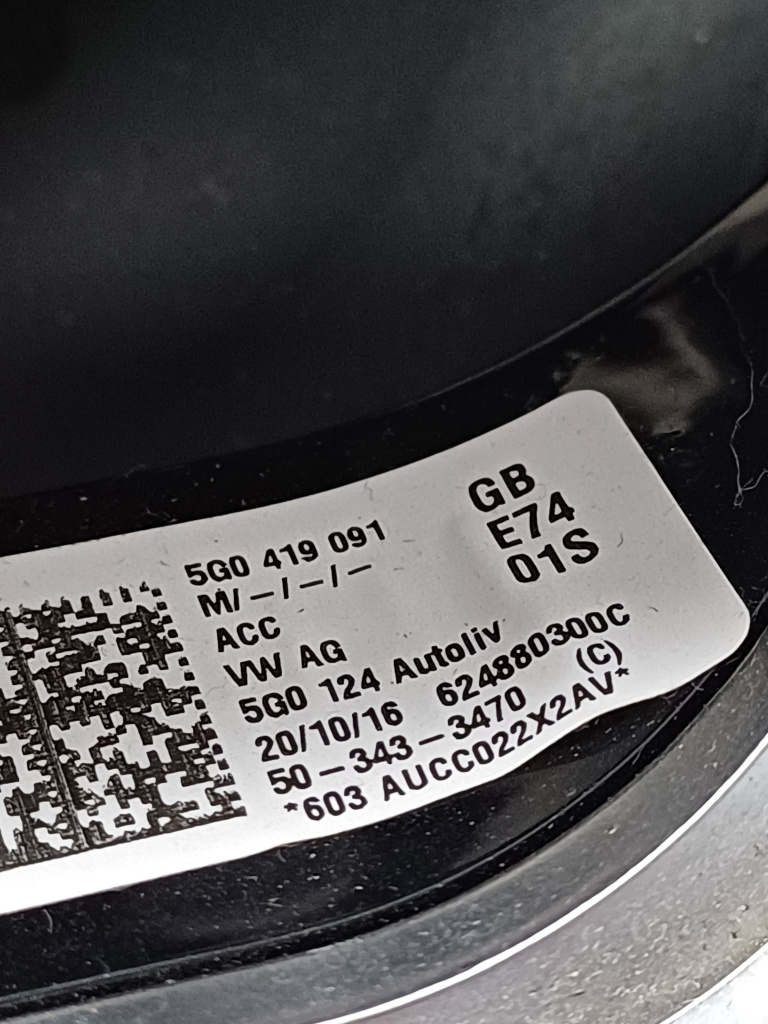 GB
E74
01S
5G0 419 091
M/-/-/-
ACC
VW AG
5G0 124 Autoliv
20/10/16 624880300C
50-343-3470 (C)
*603 AUCC022X2AV*